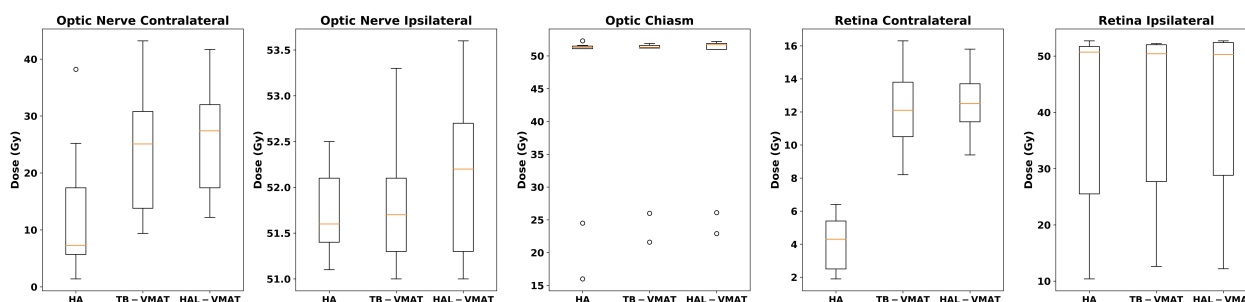 Optic Nerve Contralateral
Dose (Gy)
40
30
20
10
0
HA TB – VMAT HAL – VMAT
Optic Nerve Ipsilateral
Dose (Gy)
53.5
53.0
52.5
52.0
51.5
51.0
HA TB – VMAT HAL – VMAT
Optic Chiasm
Dose (Gy)
50
45
40
35
30
25
20
15
HA TB – VMAT HAL – VMAT
Retina Contralateral
Dose (Gy)
16
14
12
10
8
6
4
2
HA TB – VMAT HAL – VMAT
Retina Ipsilateral
Dose (Gy)
50
40
30
20
10
HA TB – VMAT HAL – VMAT